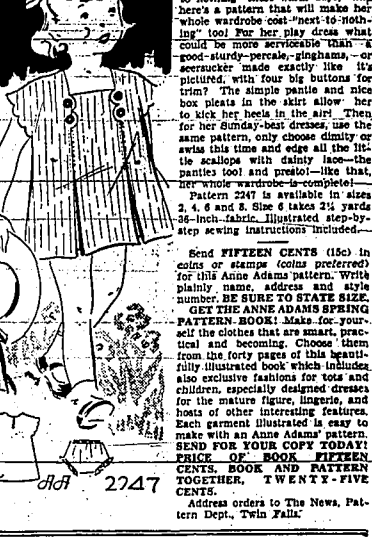 here's a pattern that will make her
whole wardrobe cost "next-to-noth-
ing" too! For her play dress what
could be more serviceable than a
good-sturdy-percale,-ginghams,-or
seersucker made exactly like it's
pictured, with four big buttons for
trim? The simple pantie and nice
box pleats in the skirt allow her
to kick her heels in the air! Then
for her Sunday-best dresses, use the
same pattern, only choose dimity or
swiss this time and edge all the lit-
tle scallops with dainty lace—the
panties too! and presto!—like that,
her whole wardrobe is complete!
Pattern 2247 is available in sizes
2, 4, 6 and 8. Size 6 takes 2¼ yards
36-inch fabric. Illustrated step-by-
step sewing instructions included.
Send FIFTEEN CENTS (15c) in
coins or stamps (coins preferred)
for this Anne Adams pattern. Write
plainly name, address and style
number. BE SURE TO STATE SIZE.
GET THE ANNE ADAMS SPRING
PATTERN BOOK! Make for your-
self the clothes that are smart, prac-
tical and becoming. Choose them
from the forty pages of this beauti-
fully illustrated book which includes
also exclusive fashions for tots and
children, especially designed dresses
for the mature figure, lingerie, and
hosts of other interesting features.
Each garment illustrated is easy to
make with an Anne Adams' pattern.
SEND FOR YOUR COPY TODAY!
PRICE OF BOOK FIFTEEN
CENTS. BOOK AND PATTERN
TOGETHER, TWENTY-FIVE
CENTS.
Address orders to The News, Pat-
tern Dept., Twin Falls.
AA 2247